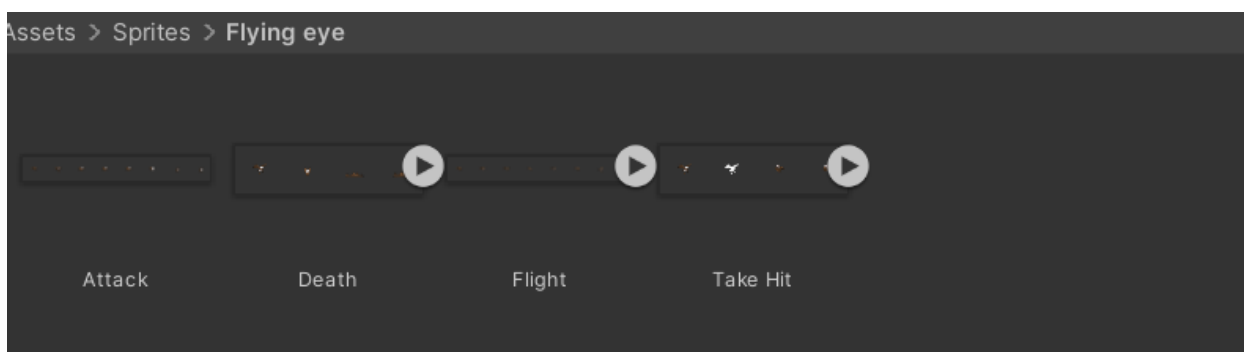 Assets > Sprites > Flying eye
Attack
Death
Flight
Take Hit